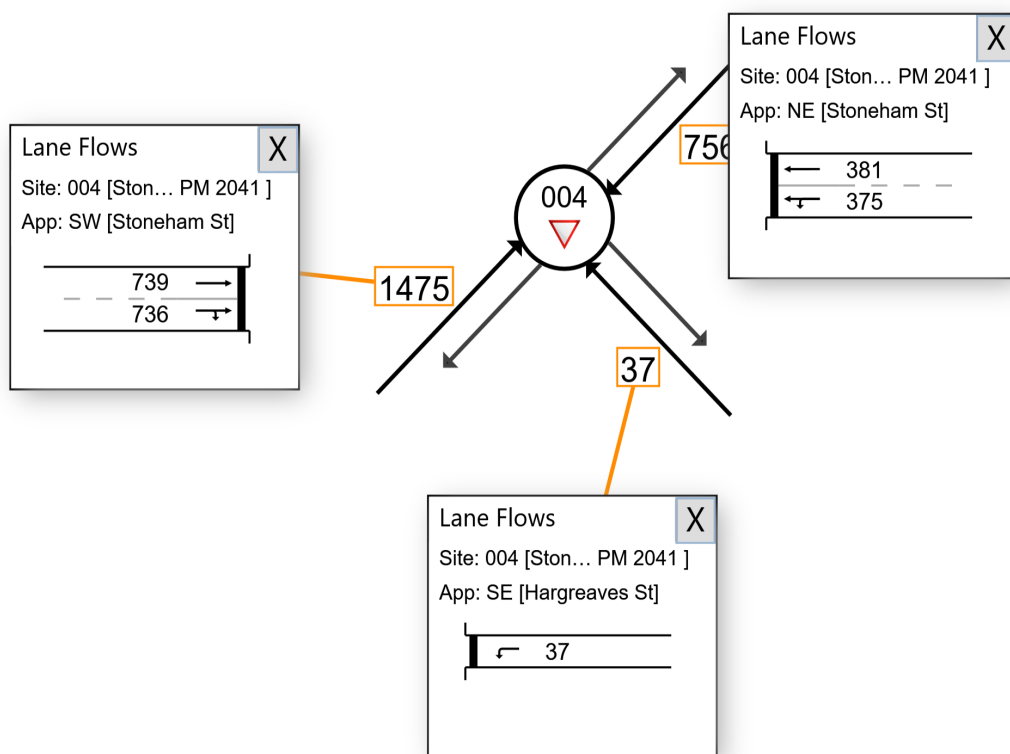 Lane Flows X
Site: 004 [Ston... PM 2041 ]
App: NE [Stoneham St]
381
375
756
004
Lane Flows X
Site: 004 [Ston... PM 2041 ]
App: SW [Stoneham St]
739
736
1475
37
Lane Flows X
Site: 004 [Ston... PM 2041 ]
App: SE [Hargreaves St]
37